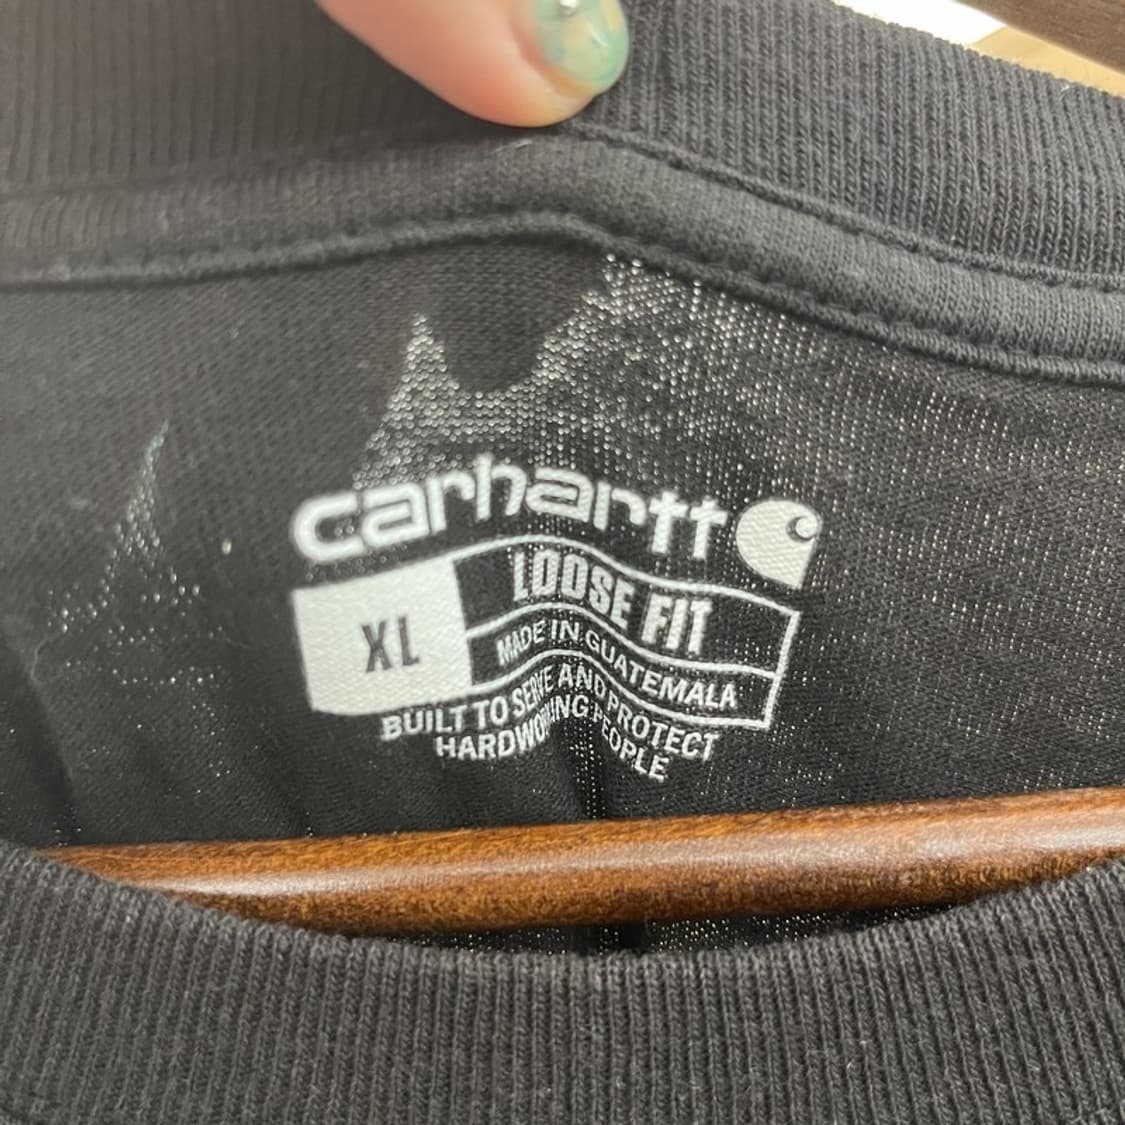 carhartt
XL
LOOSE FIT
MADE IN GUATEMALA
BUILT TO SERVE AND PROTECT
HARDWORKING PEOPLE